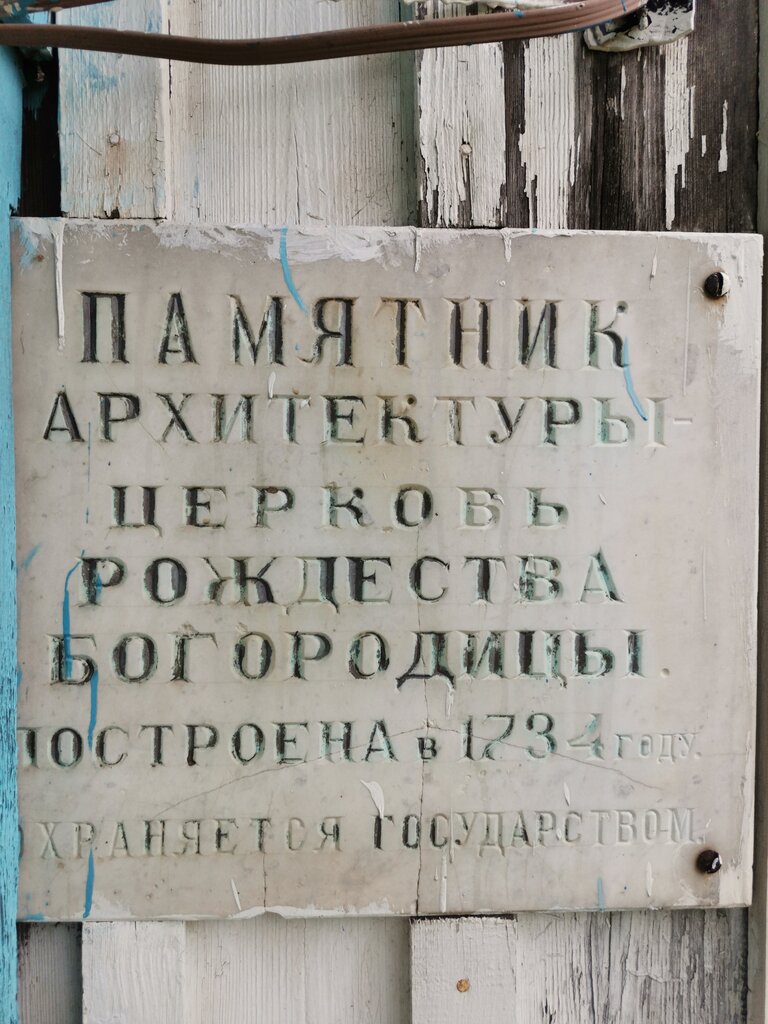 ПАМЯТНИК
АРХИТЕКТУРЫ-
ЦЕРКОВЬ
РОЖДЕСТВА
БОГОРОДИЦЫ.
ПОСТРОЕНА в 1734 году.
ОХРАНЯЕТСЯ ГОСУДАРСТВОМ.